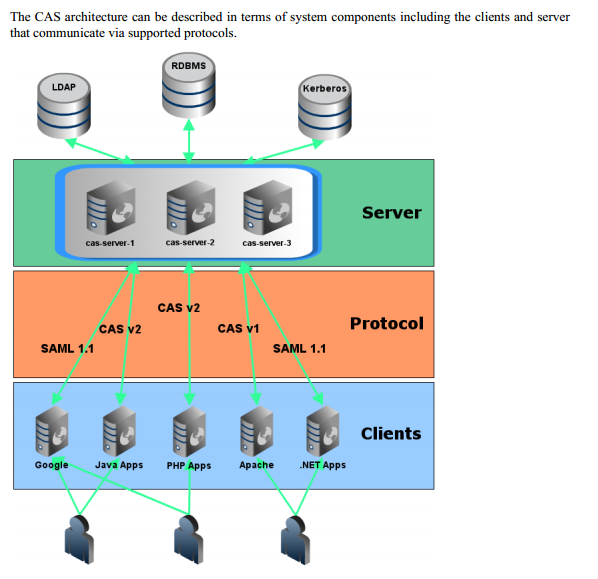 The CAS architecture can be described in terms of system components including the clients and server
that communicate via supported protocols.
RDBMS
LDAP
Kerberos
Server
cas-server-1
cas-server-2
cas-server-3
CAS v2
CAS v2
CAS v1
Protocol
SAML 1.1
SAML 1.1
Clients
Google
Java Apps
PHP Apps
Apache
.NET Apps